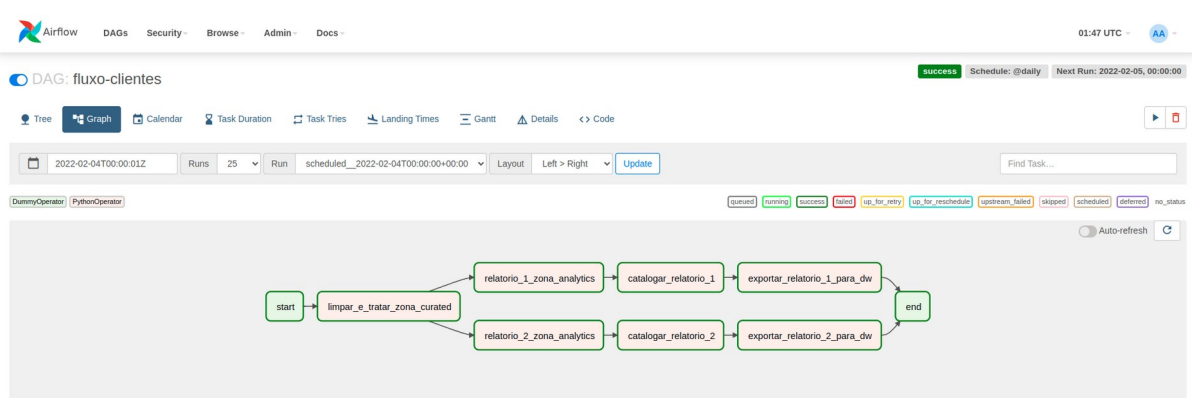 Airflow DAGs Security Browse Admin Docs 01:47 UTC AA
DAG: fluxo-clientes success Schedule: @daily Next Run: 2022-02-05, 00:00:00
Tree Graph Calendar Task Duration Task Tries Landing Times Gantt Details <> Code
2022-02-04T00:00:01Z Runs 25 Run scheduled__2022-02-04T00:00:00+00:00 Layout Left > Right Update Find Task...
DummyOperator PythonOperator queued running success failed up_for_retry up_for_reschedule upstream_failed skipped scheduled deferred no_status
Auto-refresh
relatorio_1_zona_analytics catalogar_relatorio_1 exportar_relatorio_1_para_dw
start limpar_e_tratar_zona_curated end
relatorio_2_zona_analytics catalogar_relatorio_2 exportar_relatorio_2_para_dw